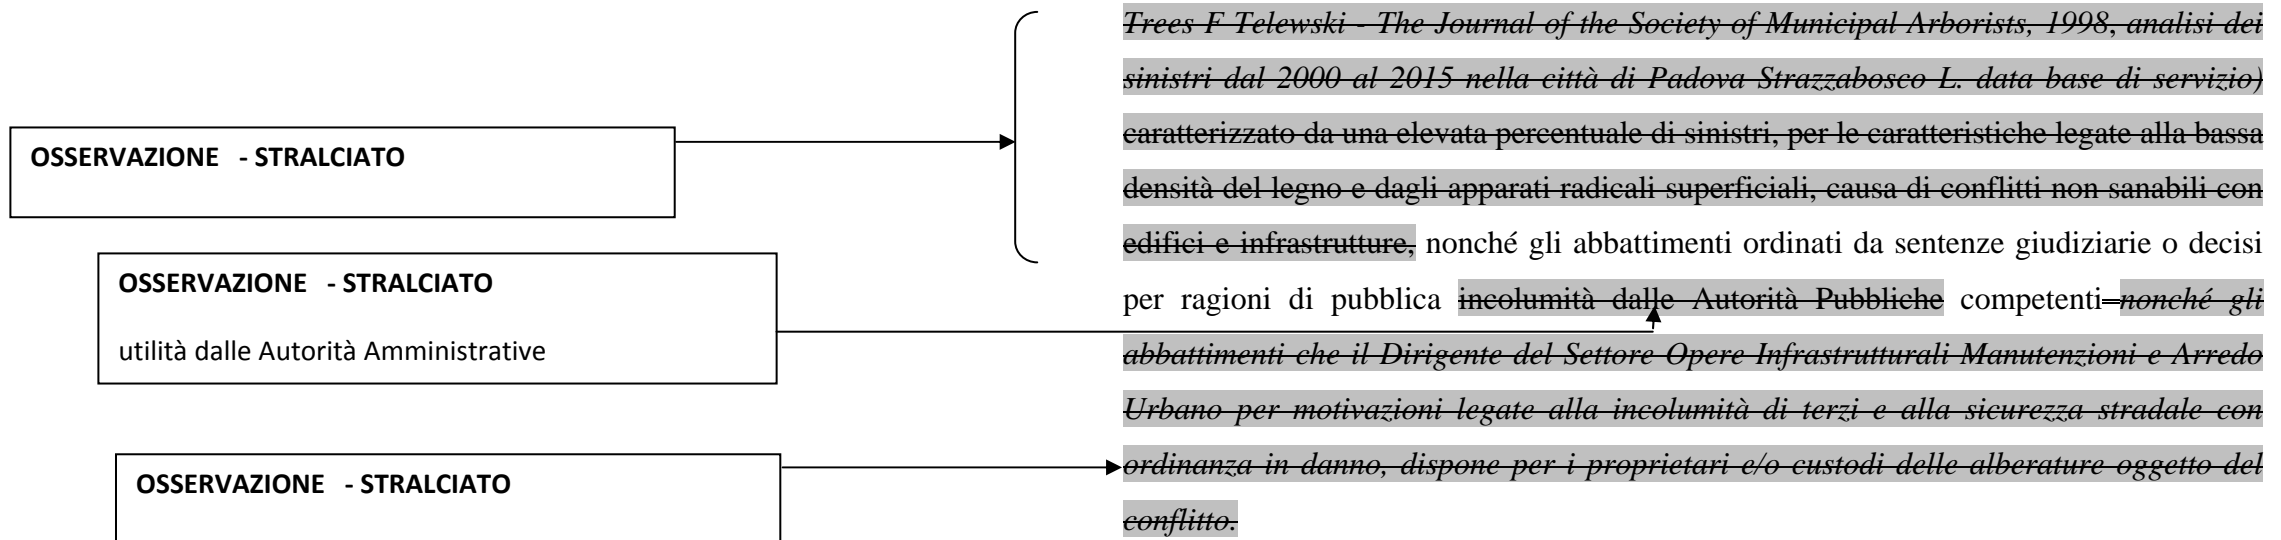 OSSERVAZIONE - STRALCIATO
OSSERVAZIONE - STRALCIATO
utilità dalle Autorità Amministrative
OSSERVAZIONE - STRALCIATO
Trees F Telewski - The Journal of the Society of Municipal Arborists, 1998, analisi dei
sinistri dal 2000 al 2015 nella città di Padova Strazzabosco L. data base di servizio)
caratterizzato da una elevata percentuale di sinistri, per le caratteristiche legate alla bassa
densità del legno e dagli apparati radicali superficiali, causa di conflitti non sanabili con
edifici e infrastrutture, nonché gli abbattimenti ordinati da sentenze giudiziarie o decisi
per ragioni di pubblica incolumità dalle Autorità Pubbliche competenti nonché gli
abbattimenti che il Dirigente del Settore Opere Infrastrutturali Manutenzioni e Arredo
Urbano per motivazioni legate alla incolumità di terzi e alla sicurezza stradale con
ordinanza in danno, dispone per i proprietari e/o custodi delle alberature oggetto del
conflitto.